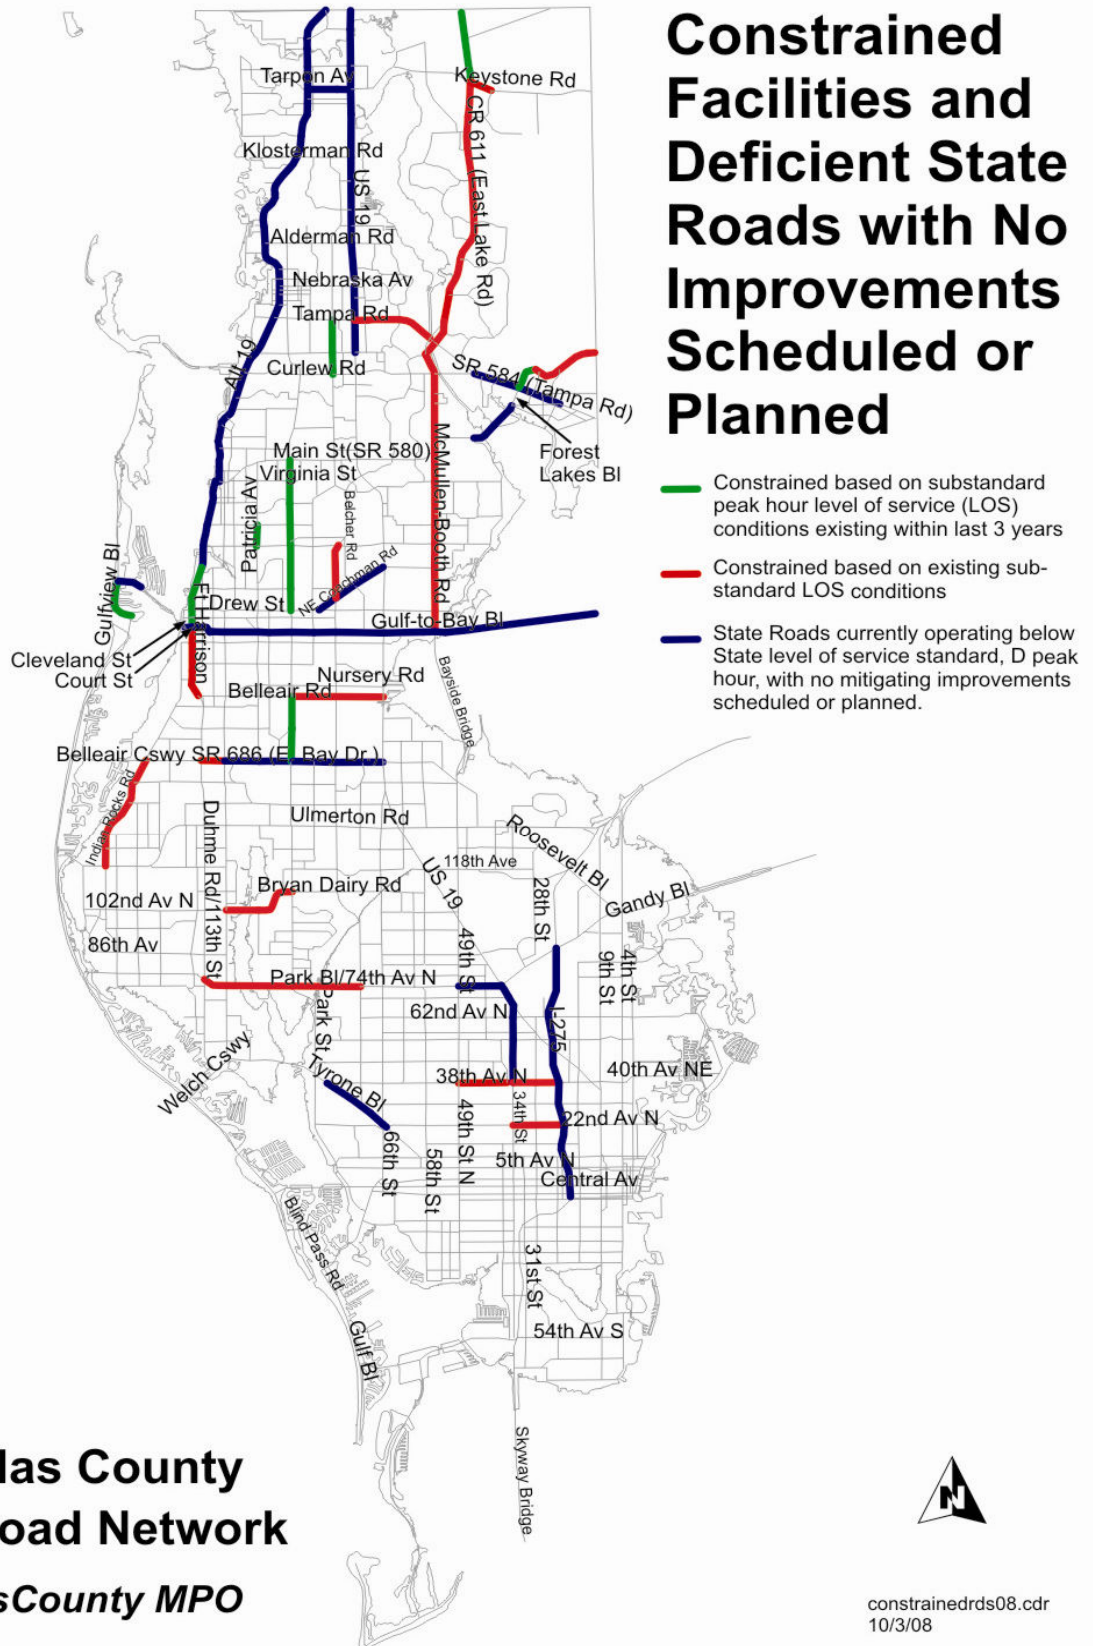 Constrained
Facilities and
Deficient State
Roads with No
Improvements
Scheduled or
Planned
Constrained based on substandard
peak hour level of service (LOS)
conditions existing within last 3 years
Constrained based on existing sub-
standard LOS conditions
State Roads currently operating below
State level of service standard, D peak
hour, with no mitigating improvements
scheduled or planned.
Tarpon Av
Keystone Rd
CR 611 (East Lake Rd)
Klosterman Rd
US 19
Alderman Rd
Nebraska Av
Tampa Rd
Alt 19
Curlew Rd
SR 584 (Tampa Rd)
Forest
Lakes Bl
Main St(SR 580)
Virginia St
McMullen-Booth Rd
Patricia Av
Belcher Rd
Gulfview Bl
NE Coachman Rd
Drew St
Ft Harrison
Gulf-to-Bay Bl
Cleveland St
Court St
Nursery Rd
Belleair Rd
Bayside Bridge
Belleair Cswy SR 686 (E. Bay Dr.)
Indian Rocks Rd
Duhme Rd/113th St
Ulmerton Rd
Roosevelt Bl
US 19
118th Ave
28th St
Bryan Dairy Rd
102nd Av N
Gandy Bl
86th Av
49th St
4th St
9th St
Park Bl/74th Av N
Park St
62nd Av N
I-275
Welch Cswy
Tyrone Bl
38th Av N
40th Av NE
34th St
22nd Av N
49th St N
66th St
58th St
5th Av N
Central Av
Blind Pass Rd
31st St
Gulf Bl
54th Av S
Skyway Bridge
las County
oad Network
sCounty MPO
N
constrainedrds08.cdr
10/3/08